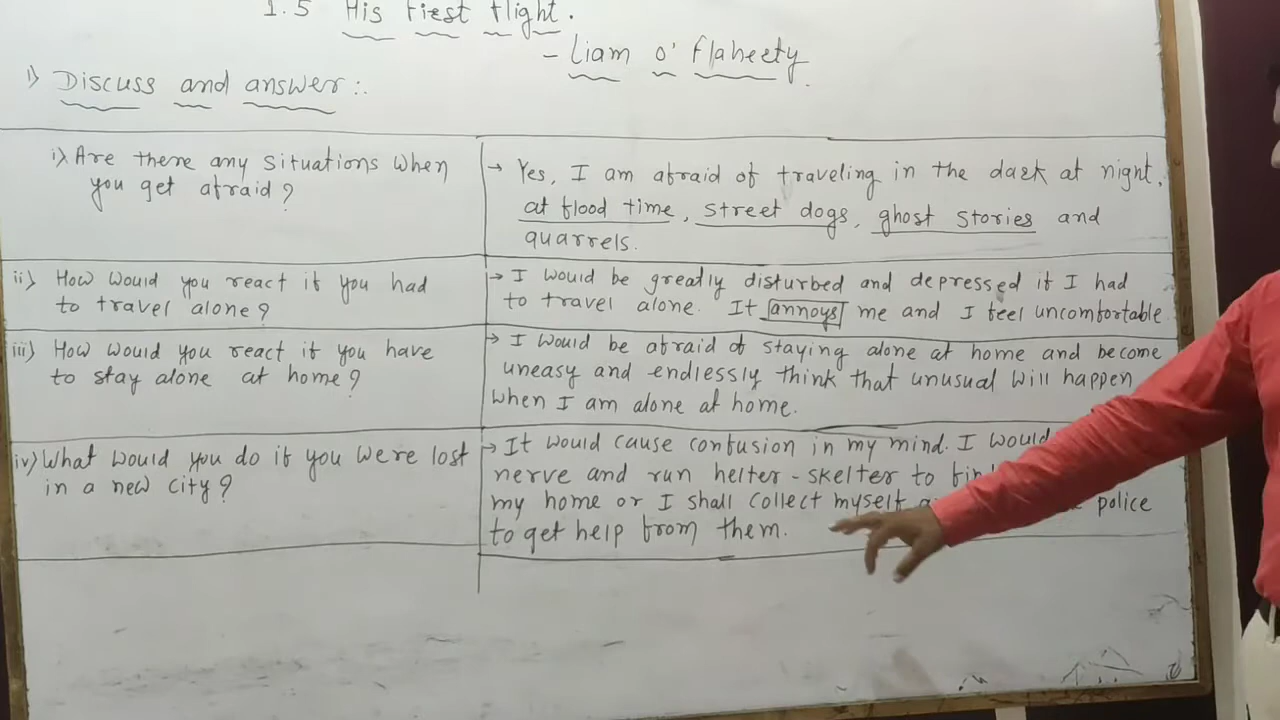 1.5 His First flight.
- Liam o' flaherty.
i) Discuss and answer:.
i) Are there any situations when
you get afraid?
→ Yes, I am afraid of traveling in the dark at night,
at flood time, street dogs, ghost stories and
quarrels.
ii) How would you react if you had
to travel alone?
→ I would be greatly disturbed and depressed if I had
to travel alone. It annoys me and I feel uncomfortable
iii) How would you react if you have
to stay alone at home?
→ I would be afraid of staying alone at home and become
uneasy and endlessly think that unusual will happen
when I am alone at home.
iv) What would you do if you were lost
in a new city?
→ It would cause confusion in my mind. I would
nerve and run helter-skelter to
my home or I shall collect myself police
to get help from them.